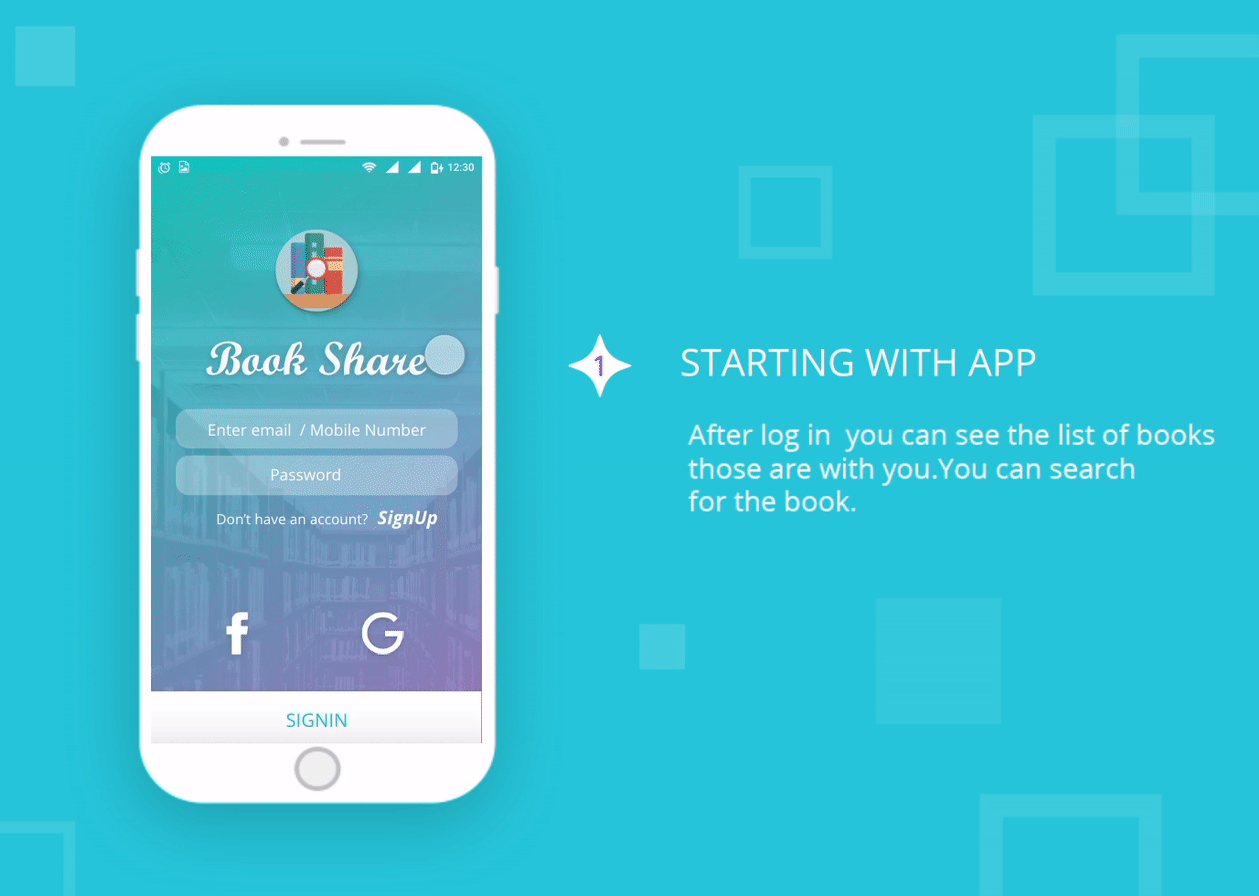 12:30
Book Share
Enter email  / Mobile Number
Password
Don't have an account?  SignUp
f
G
SIGNIN
1
STARTING WITH APP
After log in  you can see the list of books
those are with you.You can search
for the book.